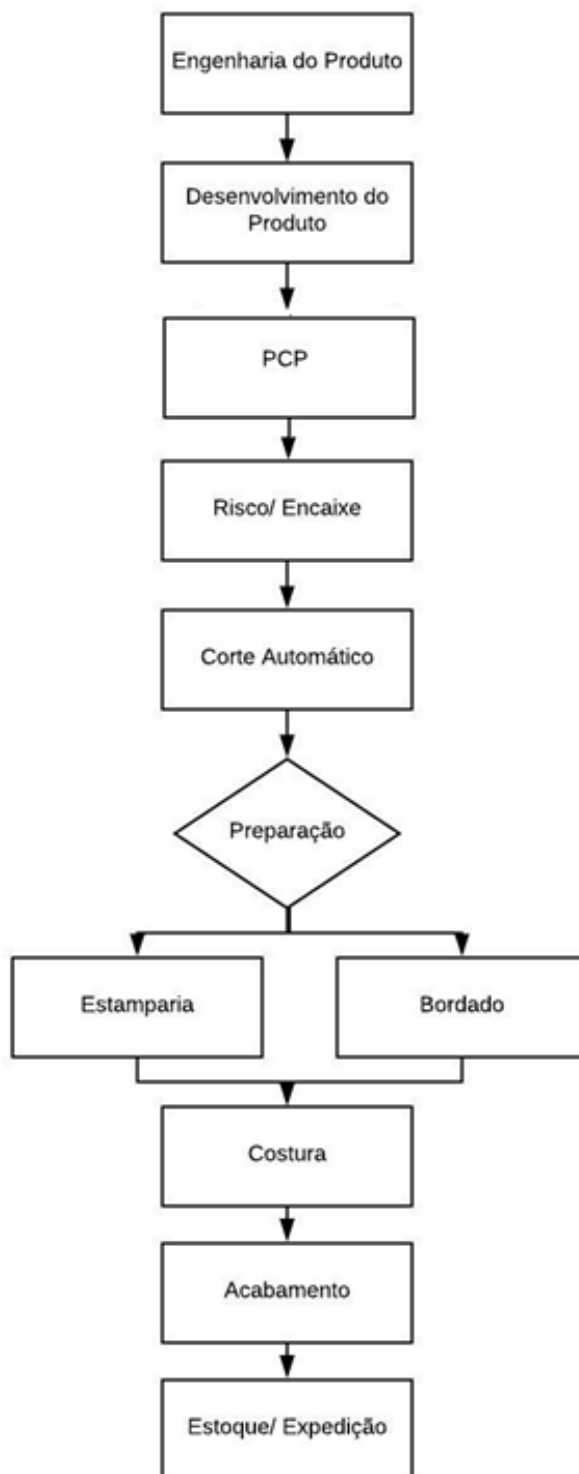 Engenharia do Produto
Desenvolvimento do
Produto
PCP
Risco/ Encaixe
Corte Automático
Preparação
Estamparia
Bordado
Costura
Acabamento
Estoque/ Expedição